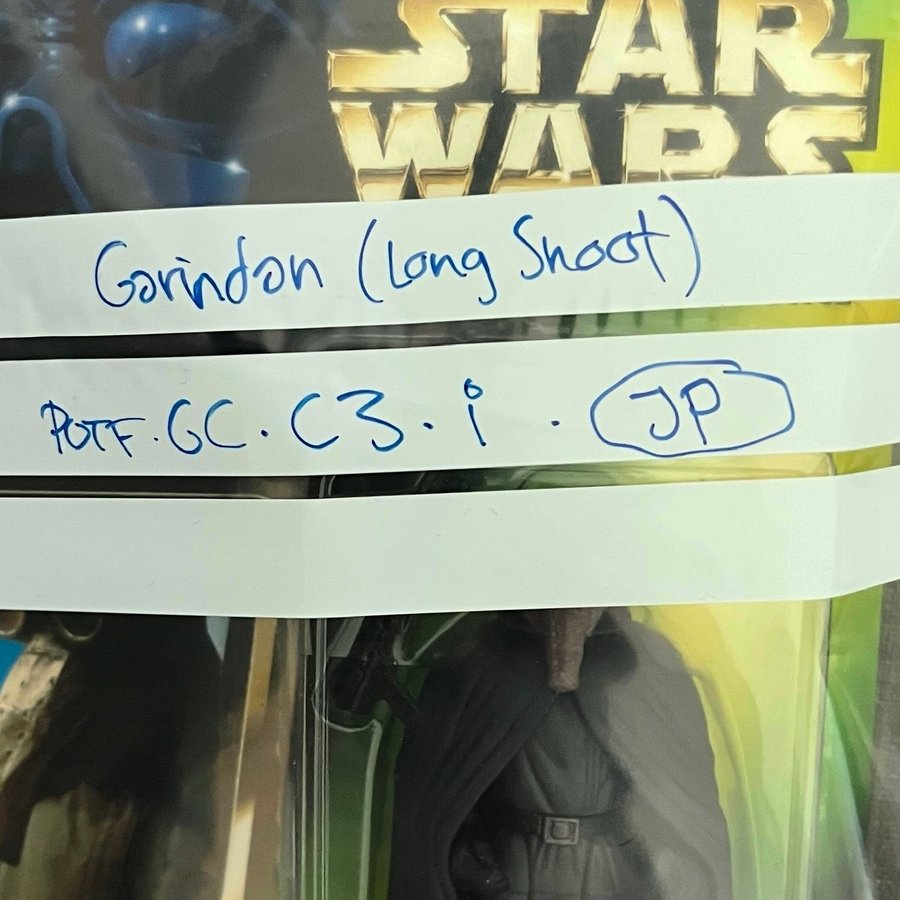 STAR
WARS
Garindan (Long Snoot)
POTF.GC.C3.i.JP